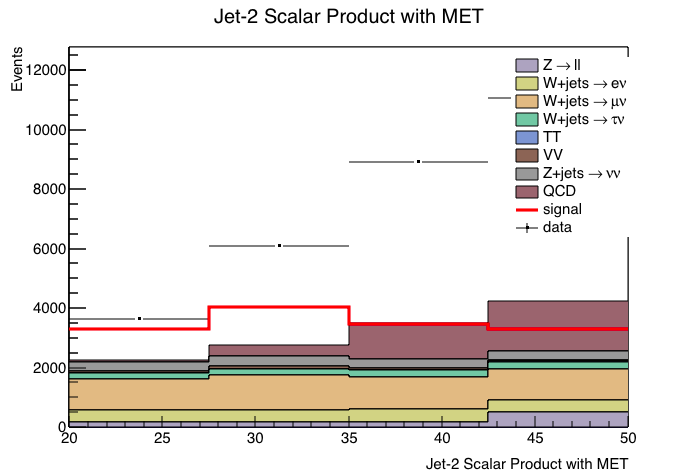 Jet-2 Scalar Product with MET
Events
12000
10000
8000
6000
4000
2000
0
20 25 30 35 40 45 50
Jet-2 Scalar Product with MET
Z → ll
W+jets → eν
W+jets → μν
W+jets → τν
TT
VV
Z+jets → νν
QCD
signal
data